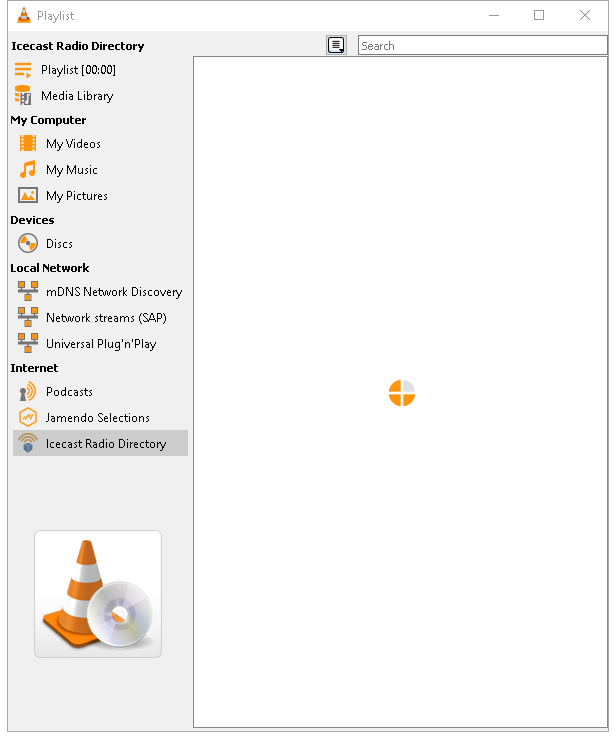 Playlist
Icecast Radio Directory
Search
Playlist [00:00]
Media Library
My Computer
My Videos
My Music
My Pictures
Devices
Discs
Local Network
mDNS Network Discovery
Network streams (SAP)
Universal Plug'n'Play
Internet
Podcasts
Jamendo Selections
Icecast Radio Directory